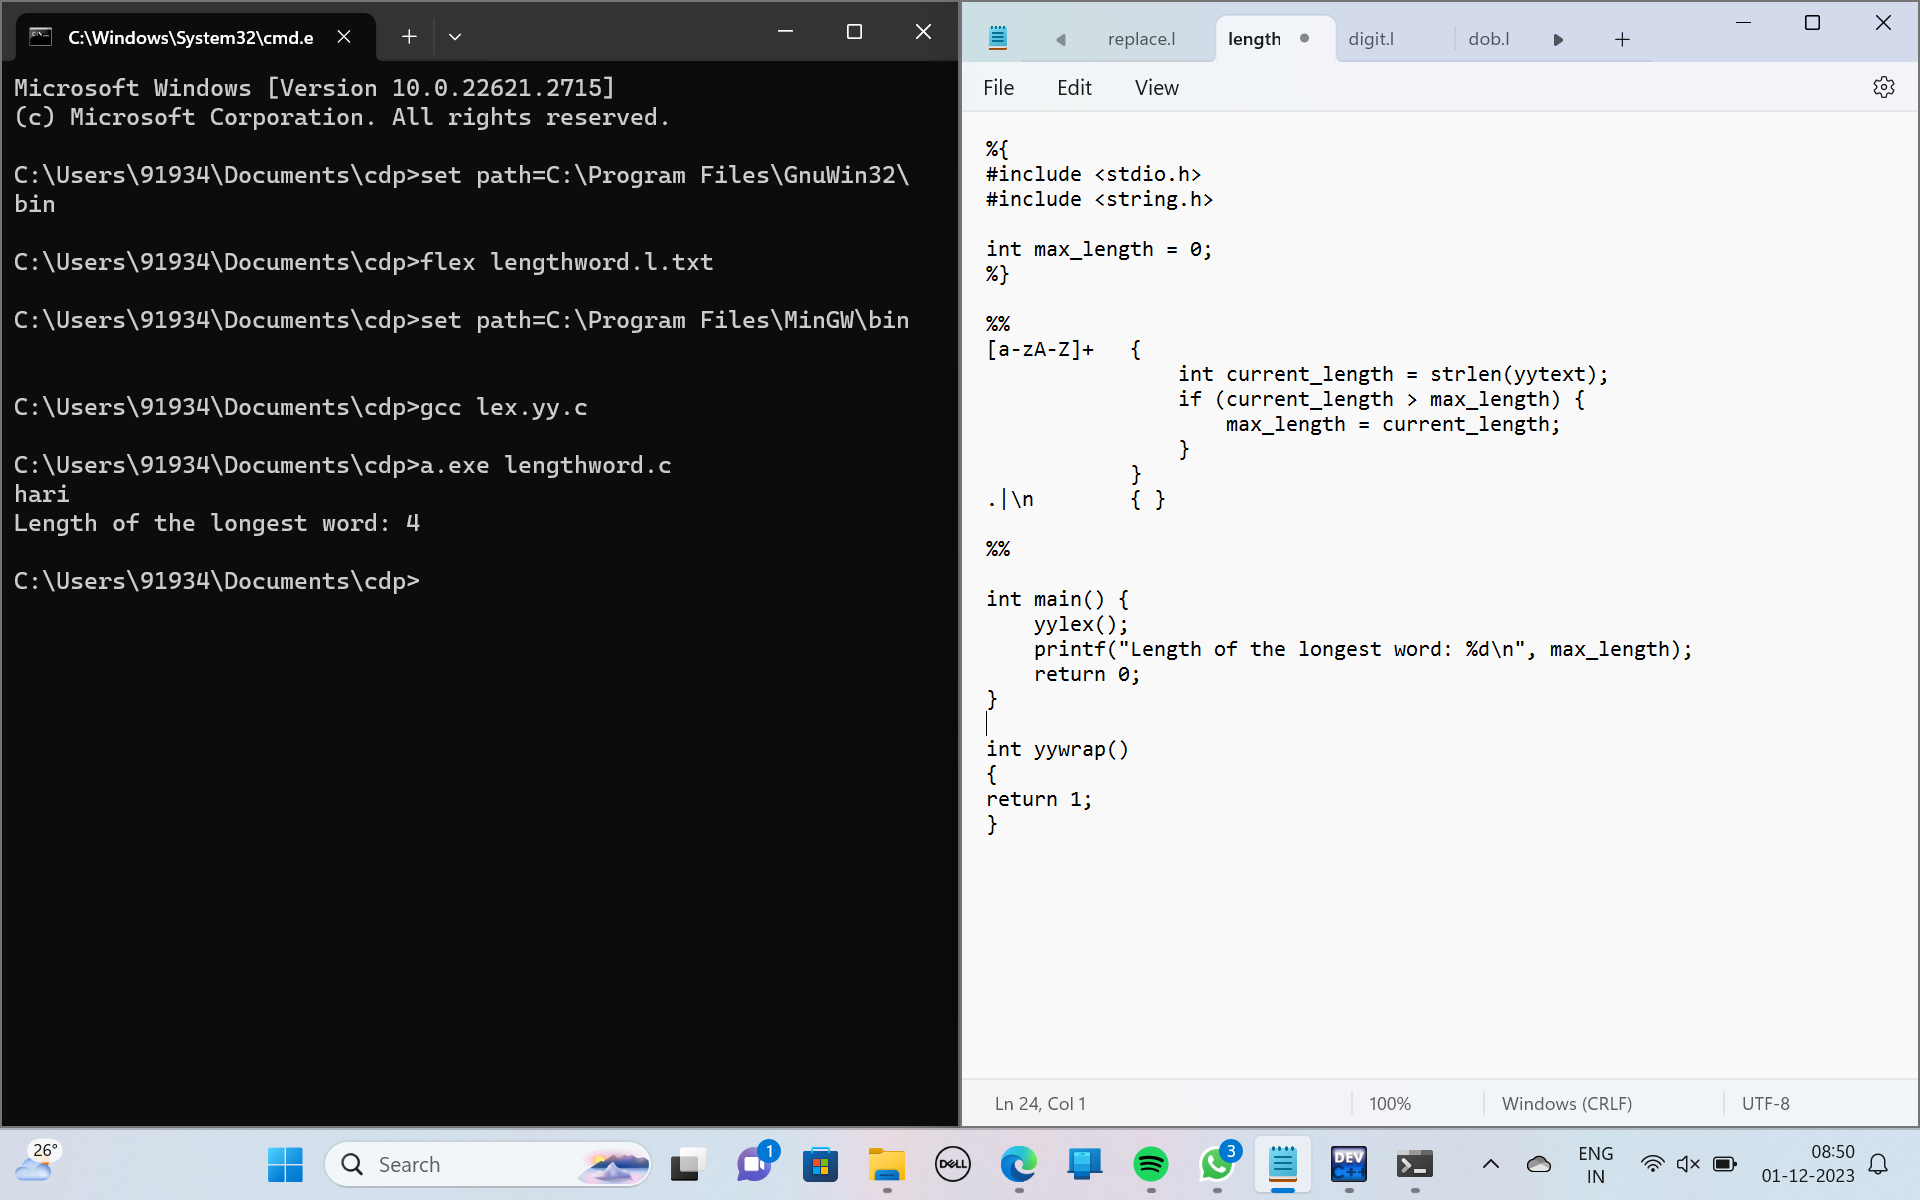 C:\Windows\System32\cmd.e
Microsoft Windows [Version 10.0.22621.2715]
(c) Microsoft Corporation. All rights reserved.
C:\Users\91934\Documents\cdp>set path=C:\Program Files\GnuWin32\
bin
C:\Users\91934\Documents\cdp>flex lengthword.l.txt
C:\Users\91934\Documents\cdp>set path=C:\Program Files\MinGW\bin
C:\Users\91934\Documents\cdp>gcc lex.yy.c
C:\Users\91934\Documents\cdp>a.exe lengthword.c
hari
Length of the longest word: 4
C:\Users\91934\Documents\cdp>
replace.l length digit.l dob.l
File Edit View
%{
#include <stdio.h>
#include <string.h>
int max_length = 0;
%}
%%
[a-zA-Z]+   {
                int current_length = strlen(yytext);
                if (current_length > max_length) {
                    max_length = current_length;
                }
            }
.|\n        { }
%%
int main() {
    yylex();
    printf("Length of the longest word: %d\n", max_length);
    return 0;
}
int yywrap()
{
return 1;
}
Ln 24, Col 1 100% Windows (CRLF) UTF-8
26° Search 1 DELL 3 DEV C++ ENG 08:50
IN 01-12-2023